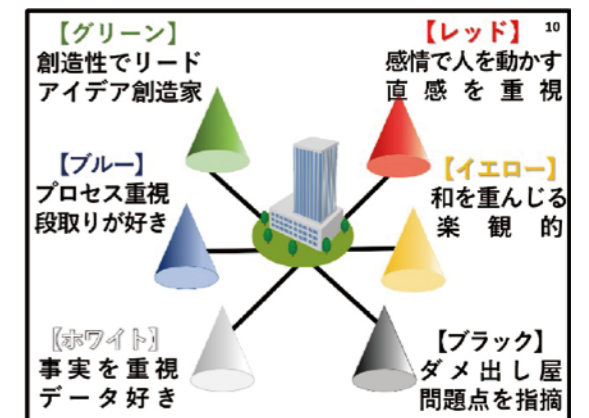 【グリーン】
創造性でリード
アイデア創造家
【レッド】
10
感情で人を動かす
直感を重視
【ブルー】
プロセス重視
段取りが好き
【イエロー】
和を重んじる
楽観的
【ホワイト】
事実を重視
データ好き
【ブラック】
ダメ出し屋
問題点を指摘